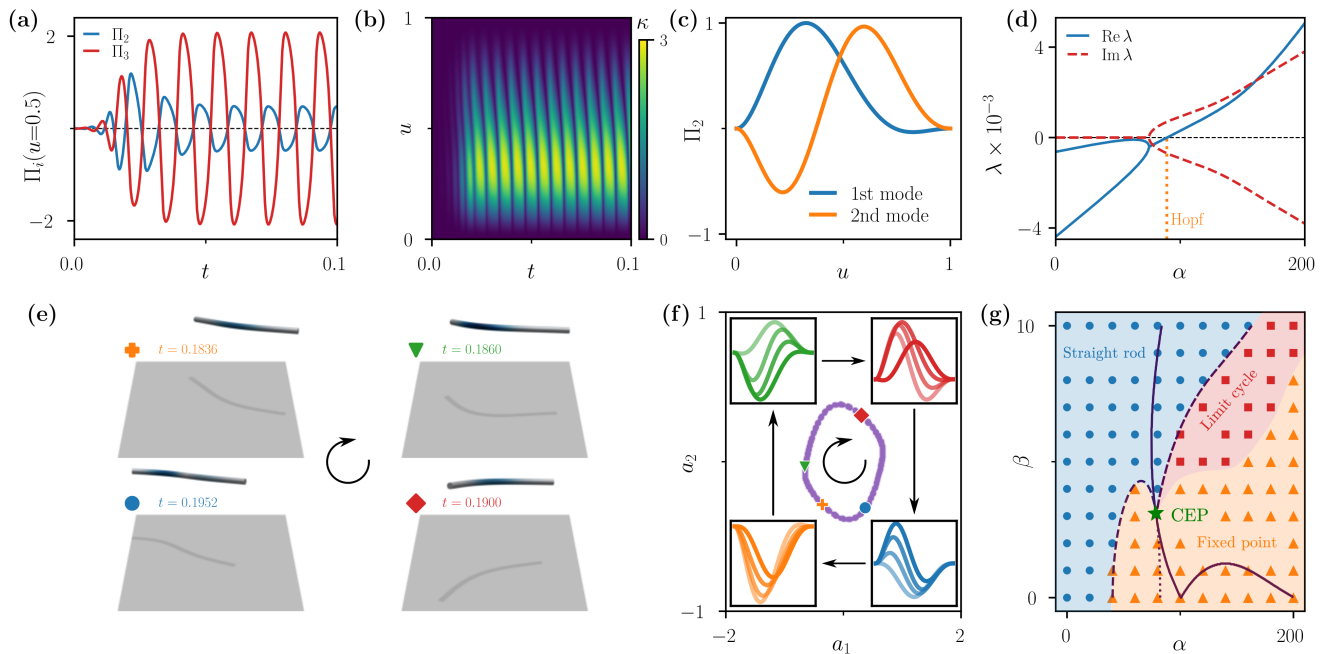 (a)
2
Π₂
Π₃
−2
Πᵢ(u=0.5)
0.0
t
0.1
(b)
1
u
0
0.0
t
0.1
κ
3
0
(c)
1
Π₂
−1
1st mode
2nd mode
0
u
1
(d)
4
Re λ
Im λ
λ × 10⁻³
0
Hopf
−4
0
α
200
(e)
t = 0.1836
t = 0.1860
t = 0.1952
t = 0.1900
(f)
1
a₂
−1
−2
a₁
2
(g)
10
Straight rod
Limit cycle
β
CEP
Fixed point
0
0
α
200